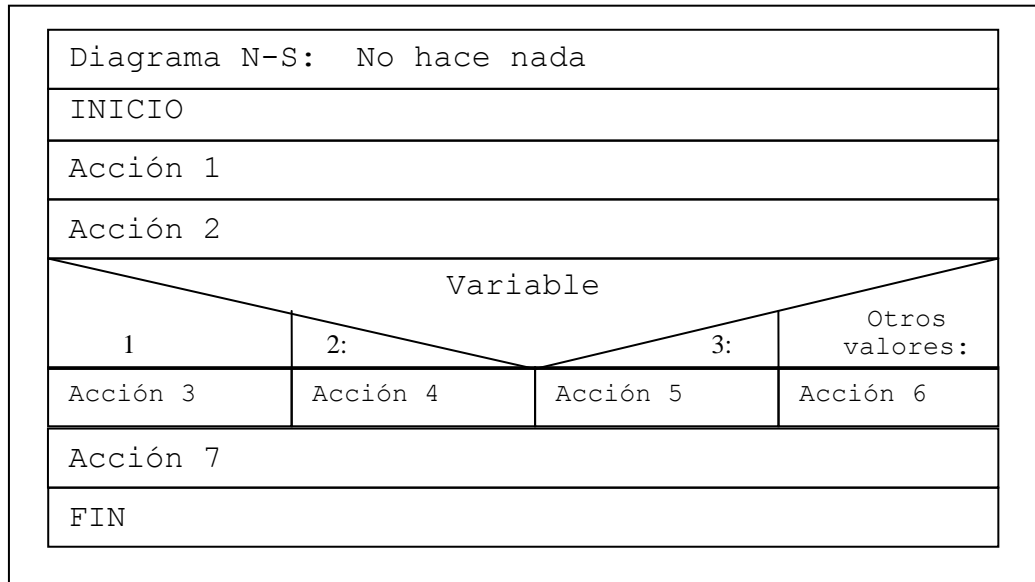 Diagrama N-S: No hace nada
INICIO
Acción 1
Acción 2
Variable
1
2:
3:
Otros
valores:
Acción 3
Acción 4
Acción 5
Acción 6
Acción 7
FIN